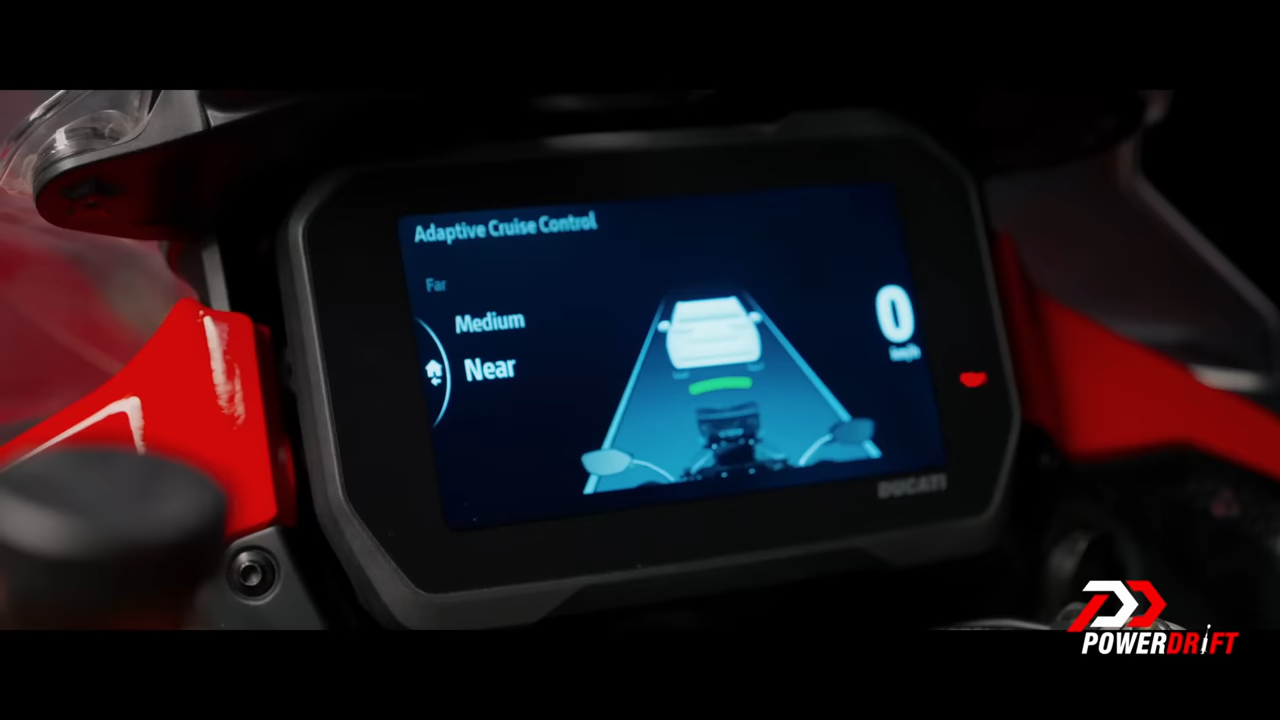 Adaptive Cruise Control
Far
Medium
Near
0
km/h
DUCATI
POWERDRIFT